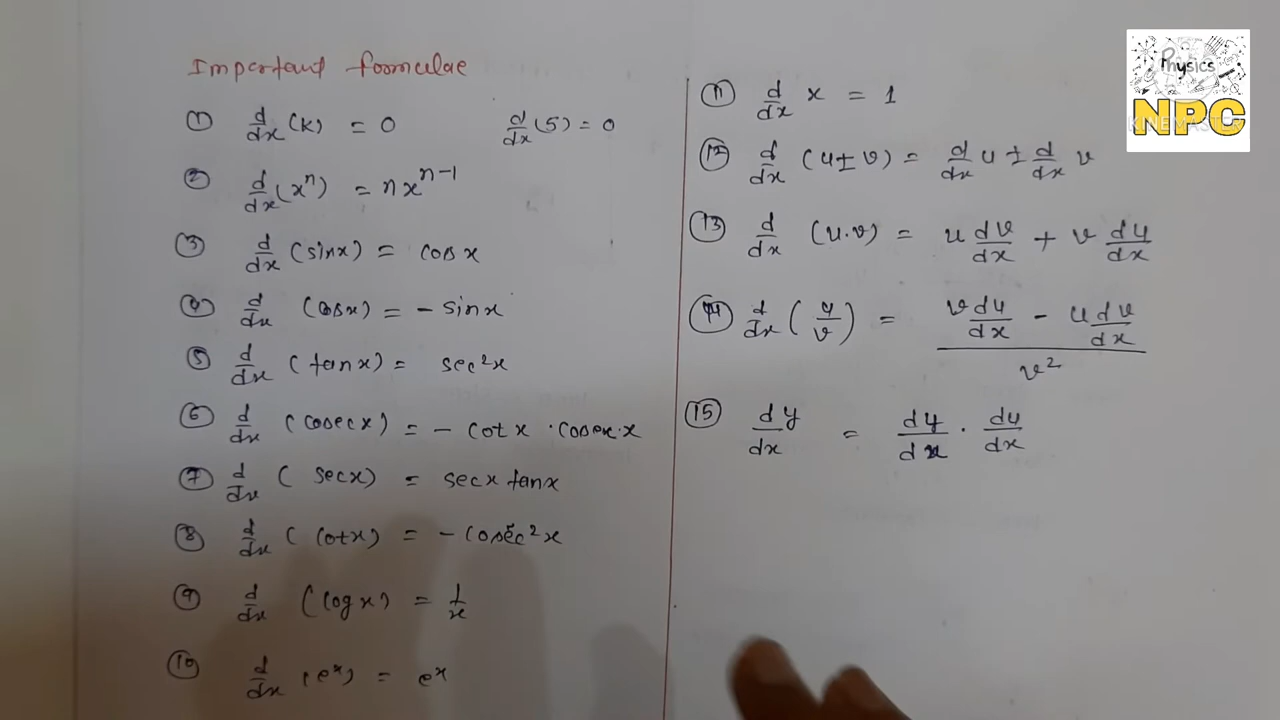 Important formulae
① d/dx (k) = 0    d/dx (5) = 0
② d/dx (xⁿ) = nxⁿ⁻¹
③ d/dx (sinx) = cosx
④ d/dx (cosx) = - sinx
⑤ d/dx (tanx) = sec²x
⑥ d/dx (cosecx) = - cotx · cosec·x
⑦ d/dx ( secx) = secx tanx
⑧ d/dx ( cotx) = - cosec²x
⑨ d/dx (logx) = 1/x
⑩ d/dx (eˣ) = eˣ
⑪ d/dx x = 1
⑫ d/dx (u ± v) = d/dx u ± d/dx v
⑬ d/dx (u.v) = u dv/dx + v du/dx
⑭ d/dx (u/v) = (v du/dx - u dv/dx) / v²
⑮ dy/dx = dy/dx · du/dx
Physics
NPC